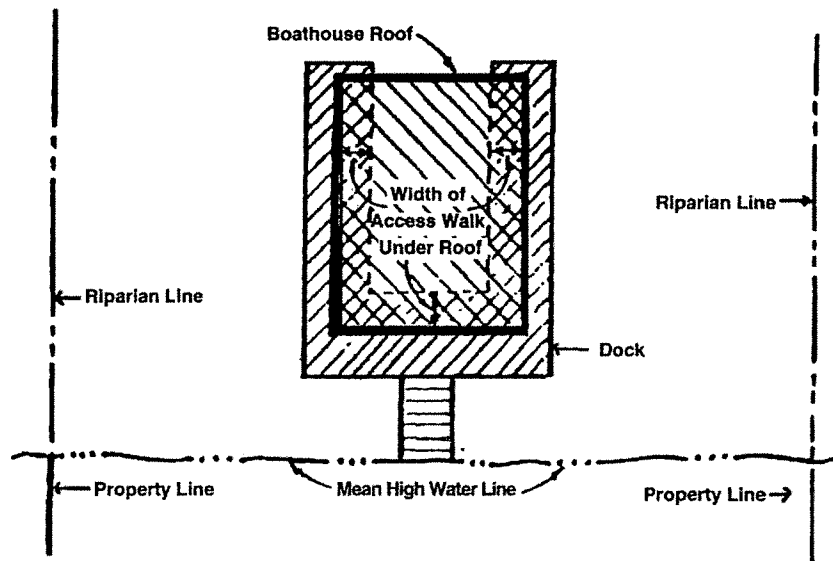 Boathouse Roof
Width of
Access Walk
Under Roof
Riparian Line
Riparian Line
Dock
Property Line
Mean High Water Line
Property Line